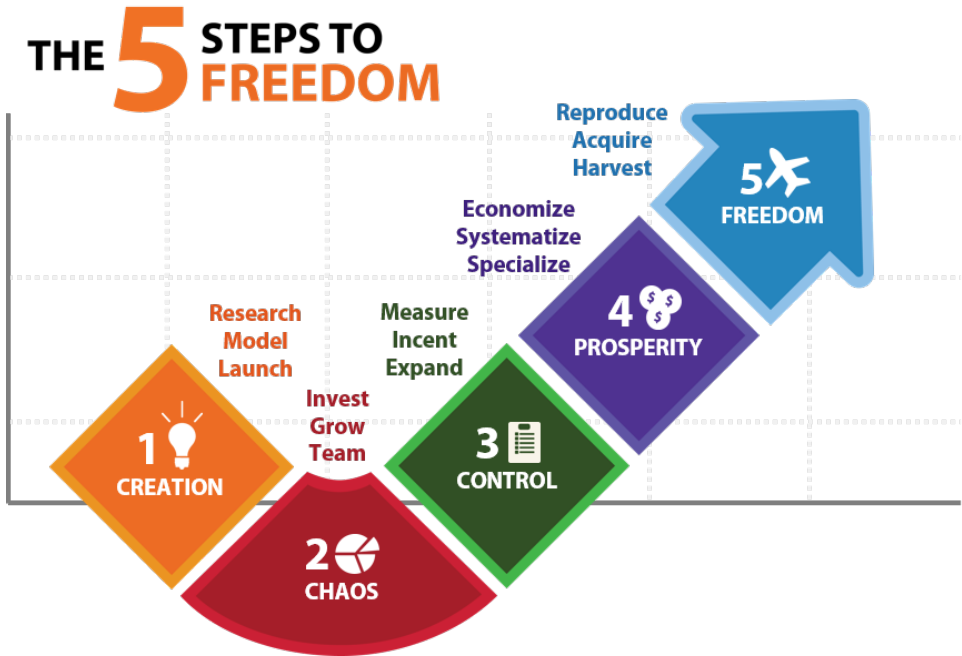 THE 5 STEPS TO
FREEDOM
Research
Model
Launch
1
CREATION
Invest
Grow
Team
2
CHAOS
Measure
Incent
Expand
3
CONTROL
Economize
Systematize
Specialize
4 $ $ $
PROSPERITY
Reproduce
Acquire
Harvest
5
FREEDOM